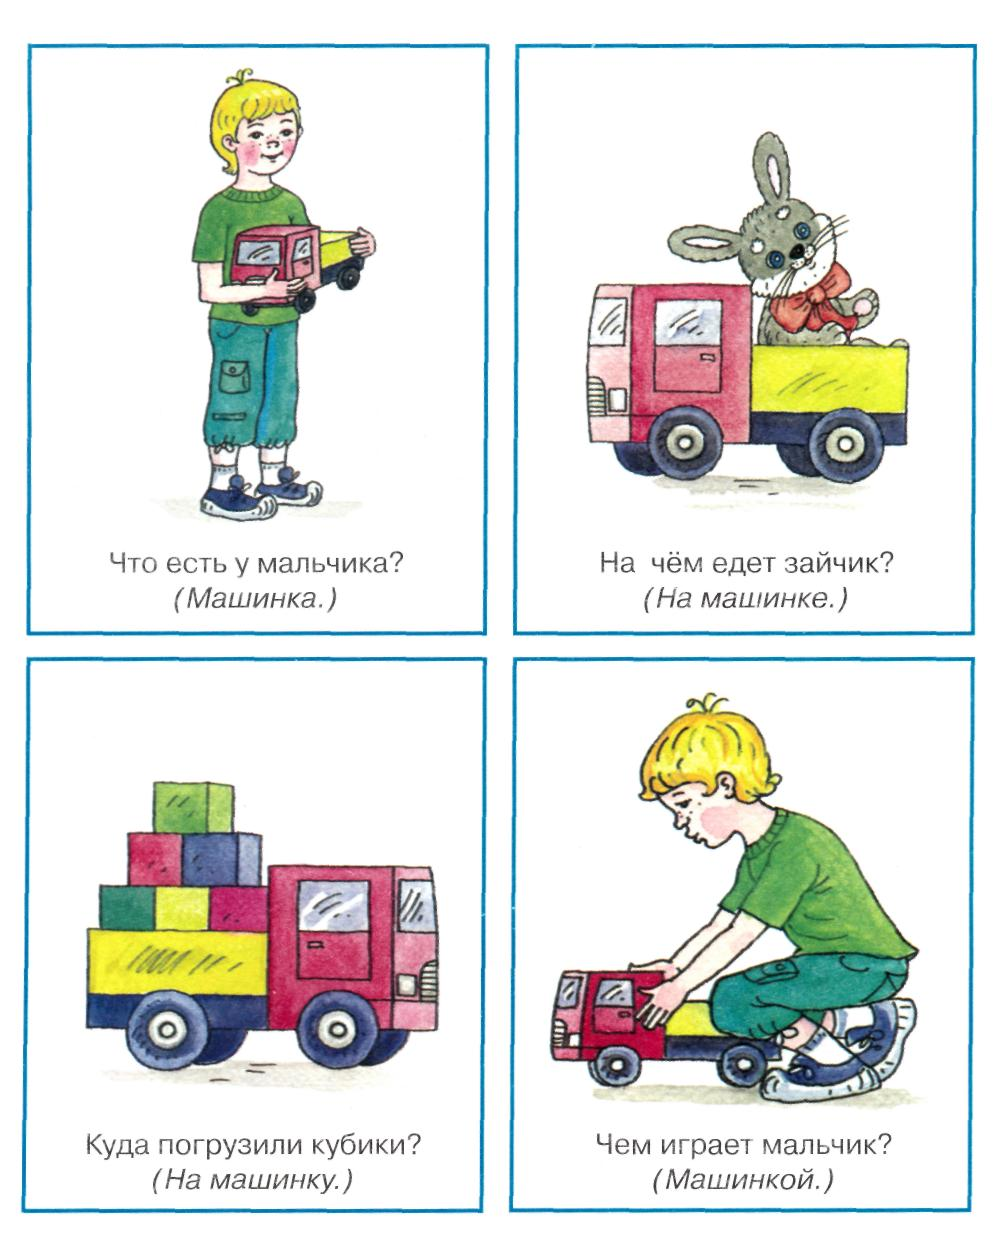 Что есть у мальчика?
(Машинка.)
На чём едет зайчик?
(На машинке.)
Куда погрузили кубики?
(На машинку.)
Чем играет мальчик?
(Машинкой.)